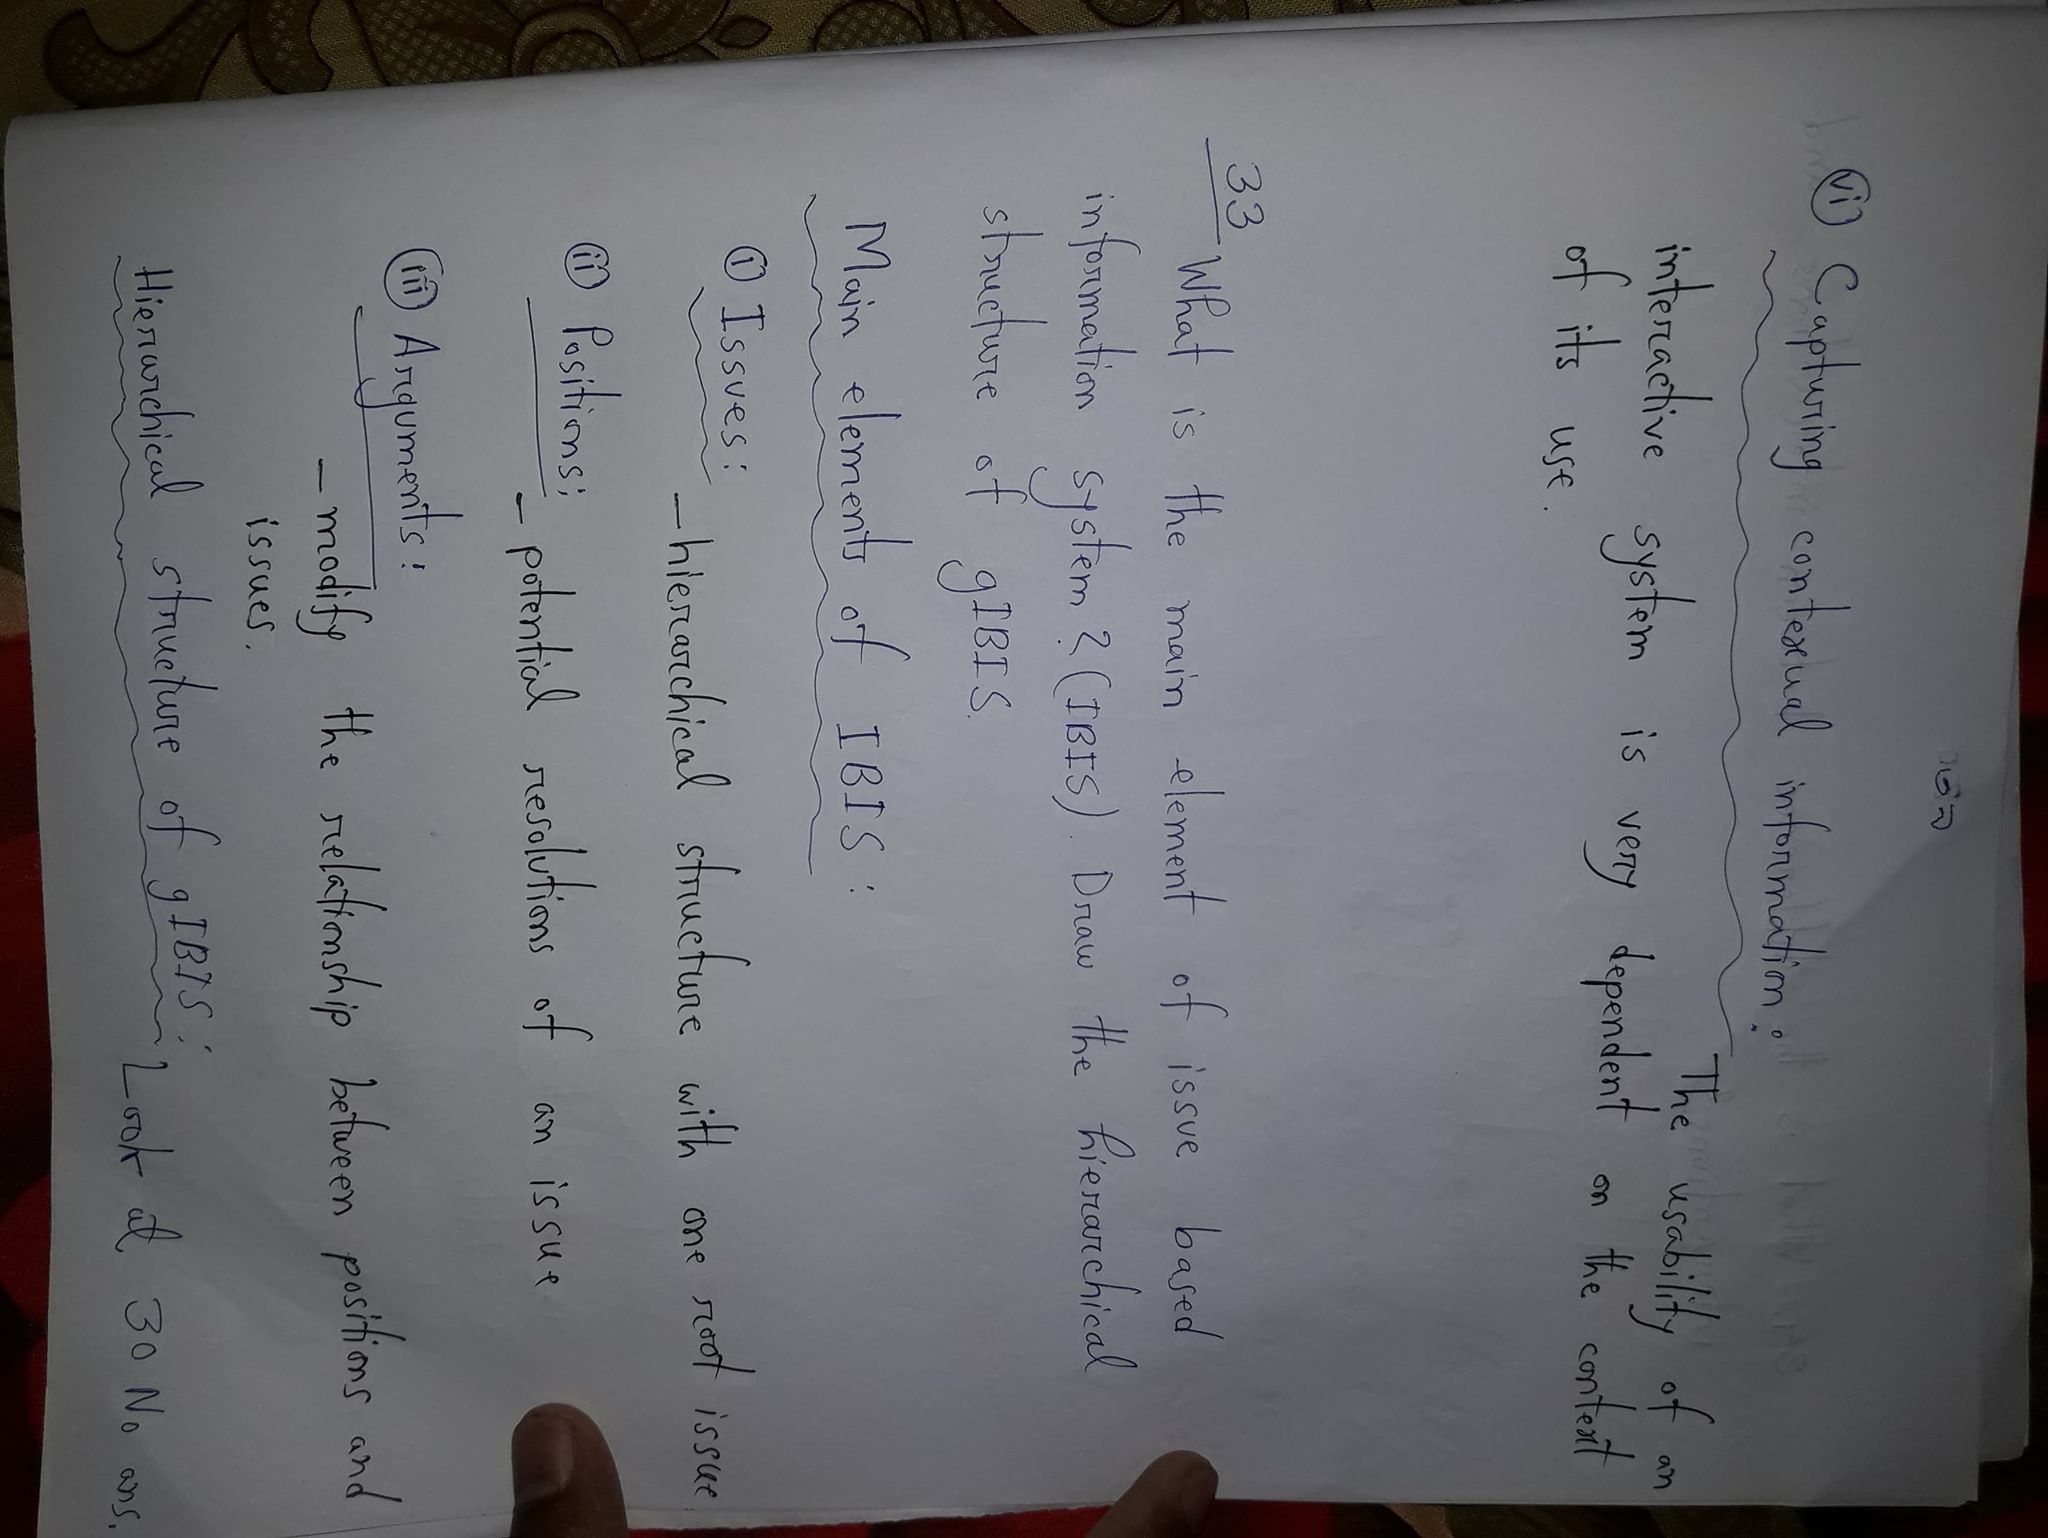 vi Capturing contexual information:
The usability of an
interactive system is very dependent on the context
of its use.
33
What is the main element of issue based
information system? (IBIS). Draw the hierarchical
structure of gIBIS.
Main elements of IBIS:
i Issues:
- hierarchical structure with one root issue
ii Positions:
- potential resolutions of an issue
iii Arguments:
- modify the relationship between positions and
issues.
Hierarchical structure of gIBIS:
Look at 30 No ans.